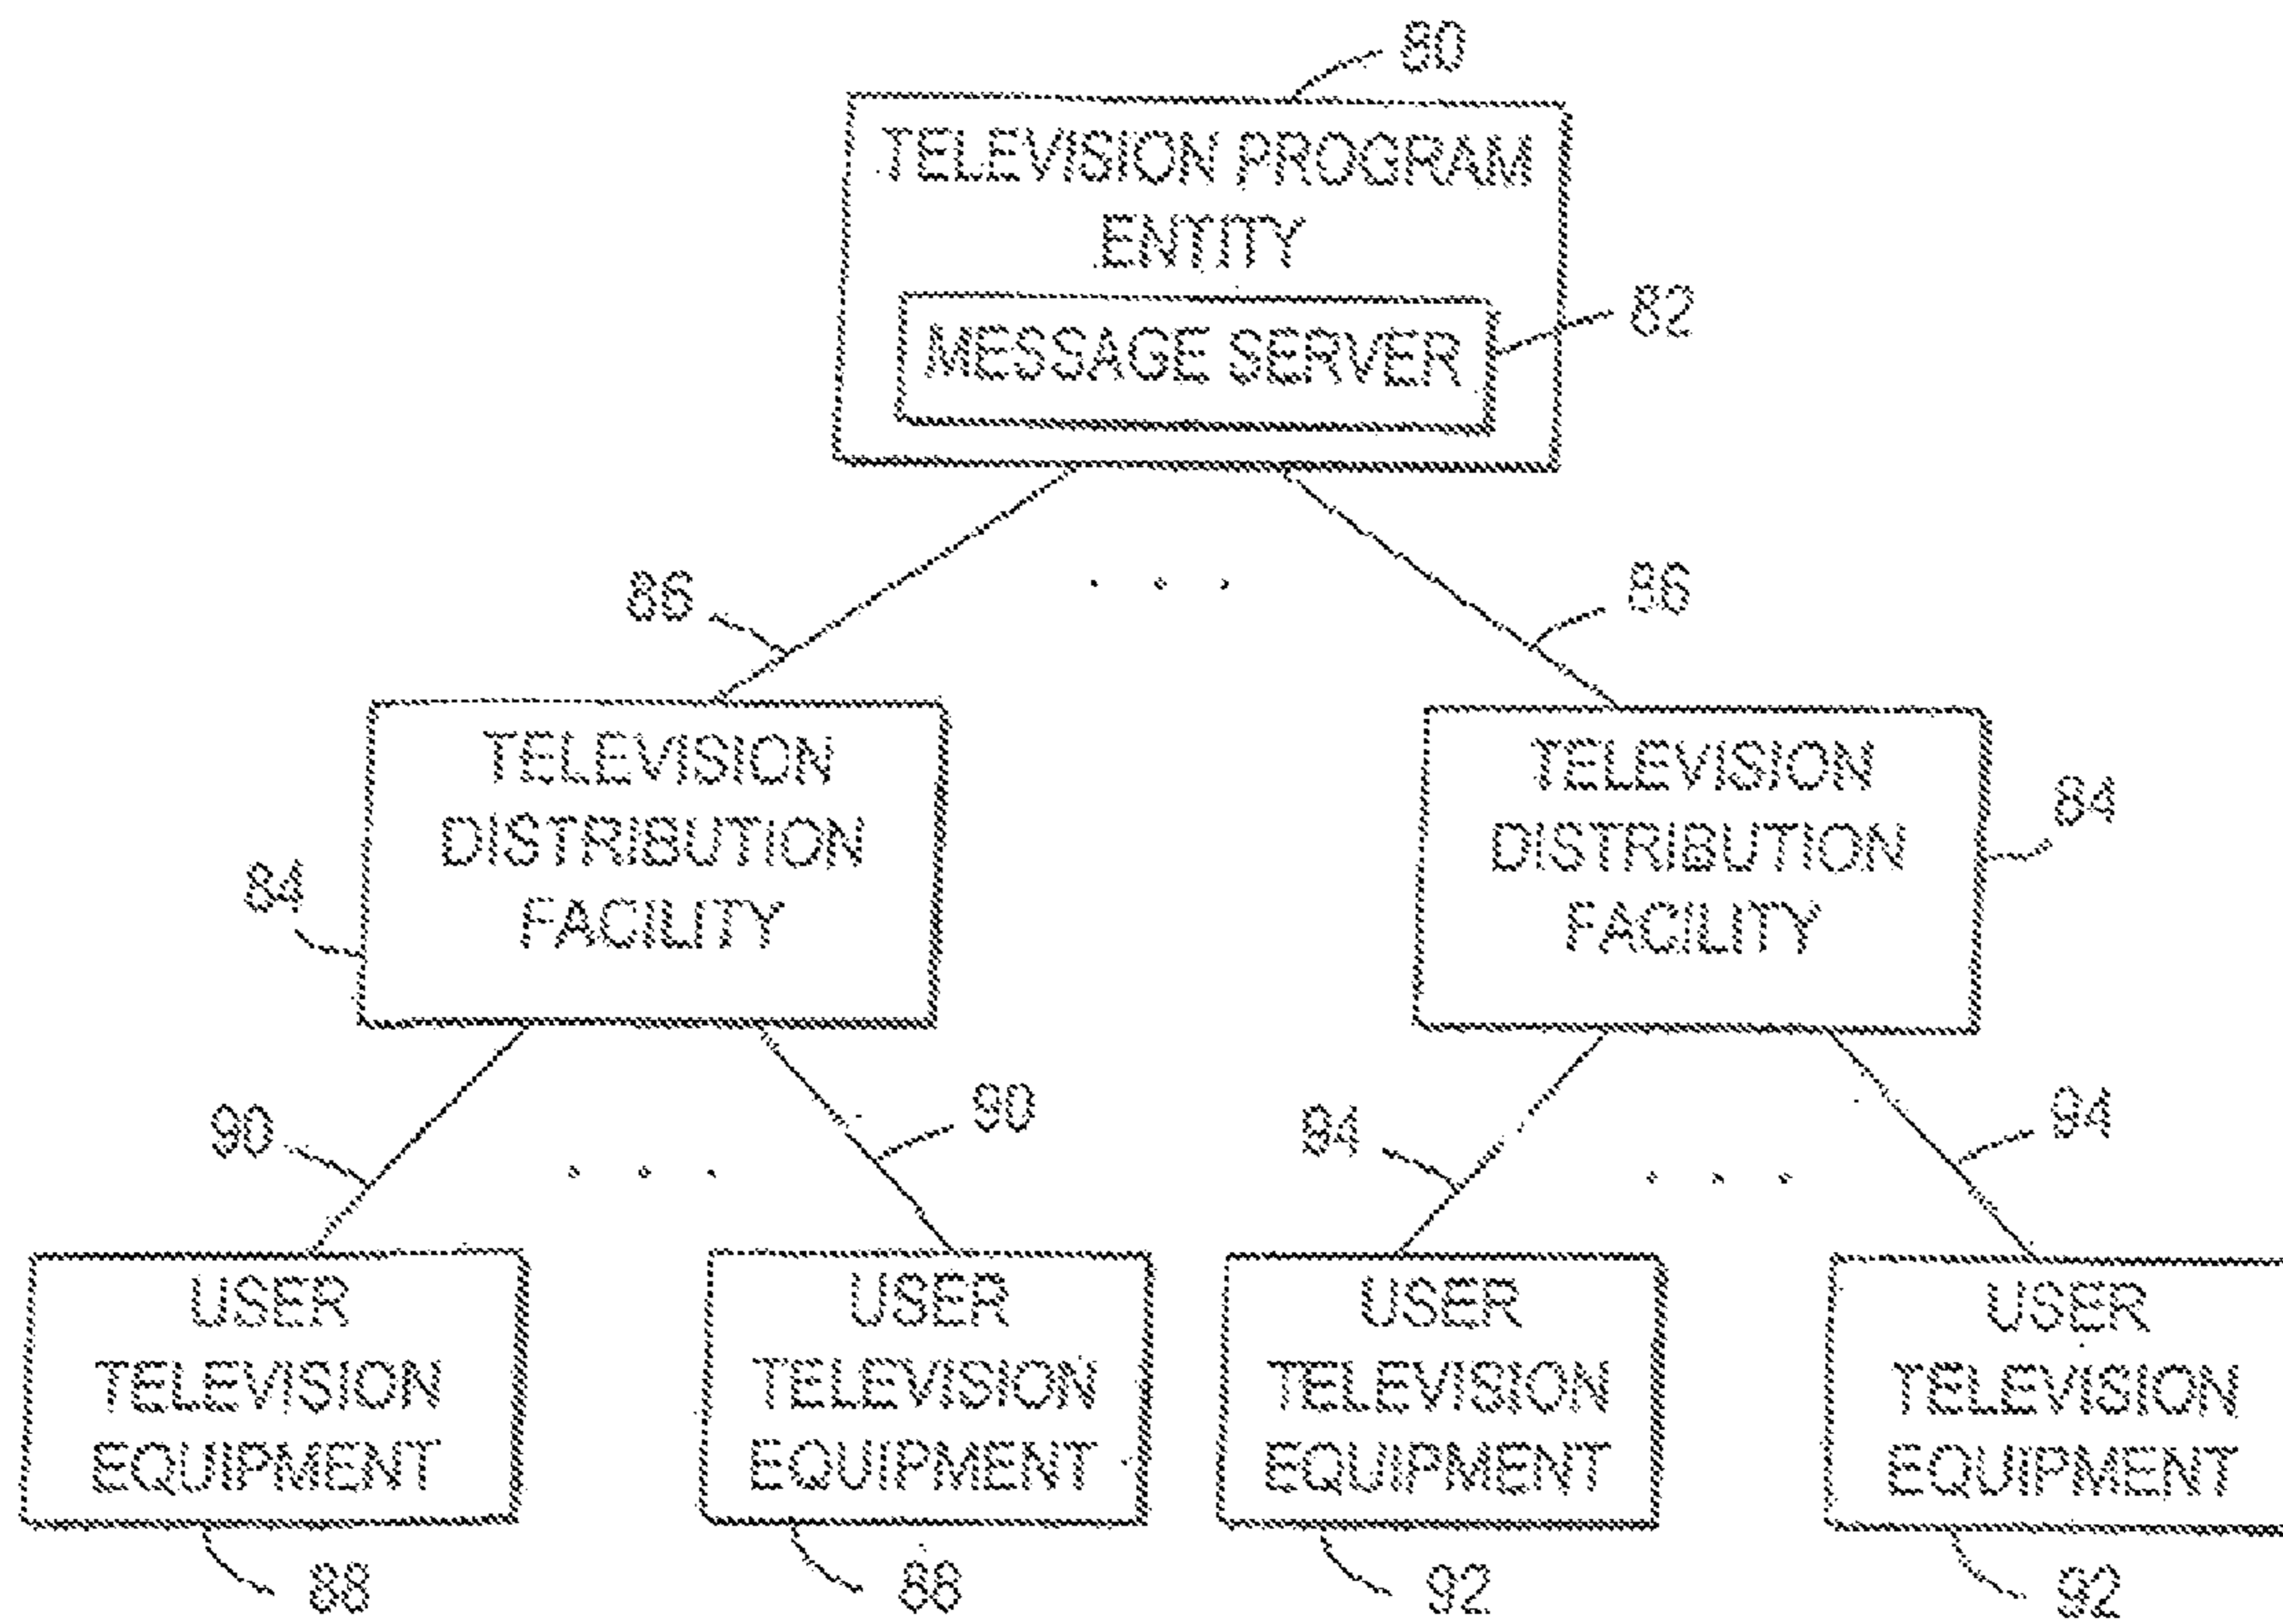 80
TELEVISION PROGRAM
ENTITY
MESSAGE SERVER
82
86
86
TELEVISION
DISTRIBUTION
FACILITY
84
TELEVISION
DISTRIBUTION
FACILITY
84
90
90
94
94
USER
TELEVISION
EQUIPMENT
88
USER
TELEVISION
EQUIPMENT
88
USER
TELEVISION
EQUIPMENT
92
USER
TELEVISION
EQUIPMENT
92